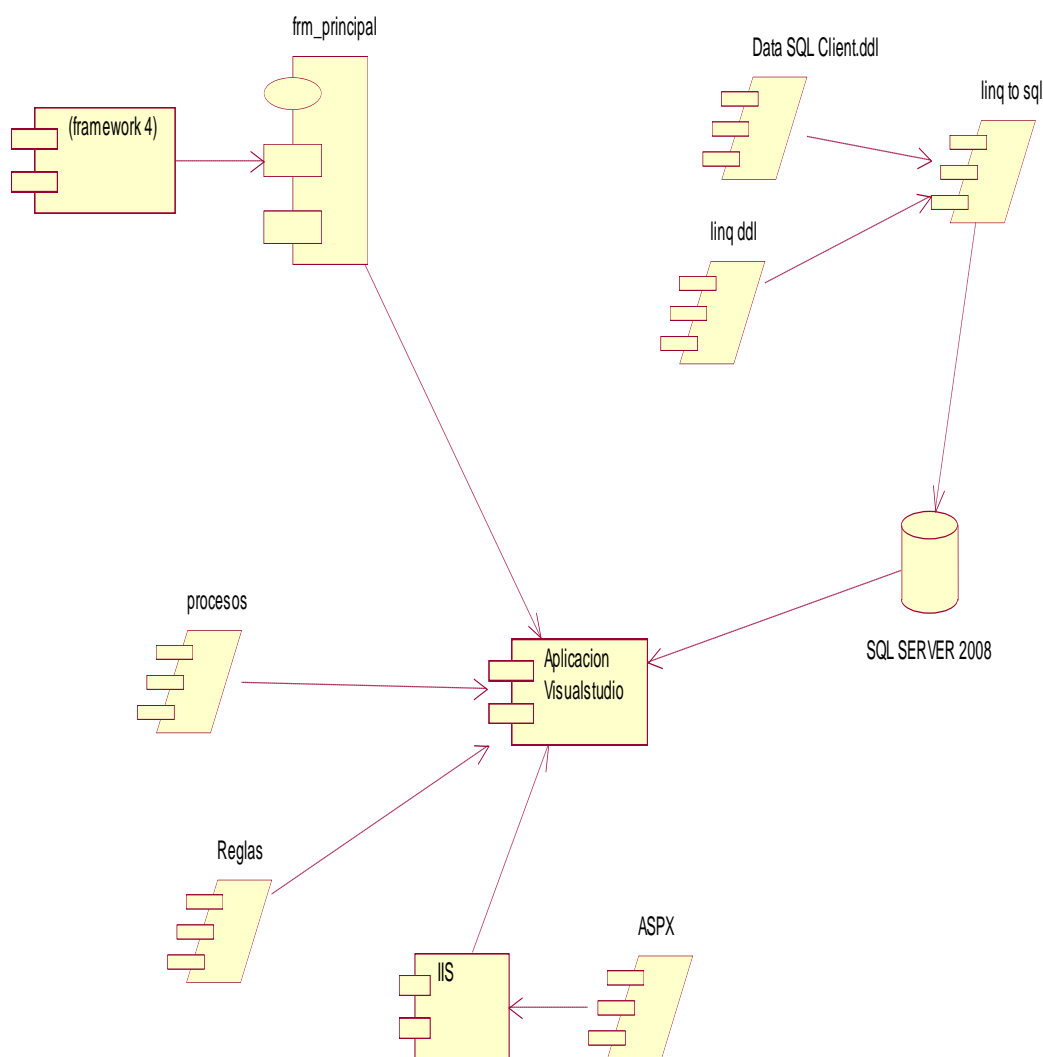 frm_principal
Data SQL Client.ddl
linq to sql
(framework 4)
linq ddl
procesos
Aplicacion
Visualstudio
SQL SERVER 2008
Reglas
ASPX
IIS